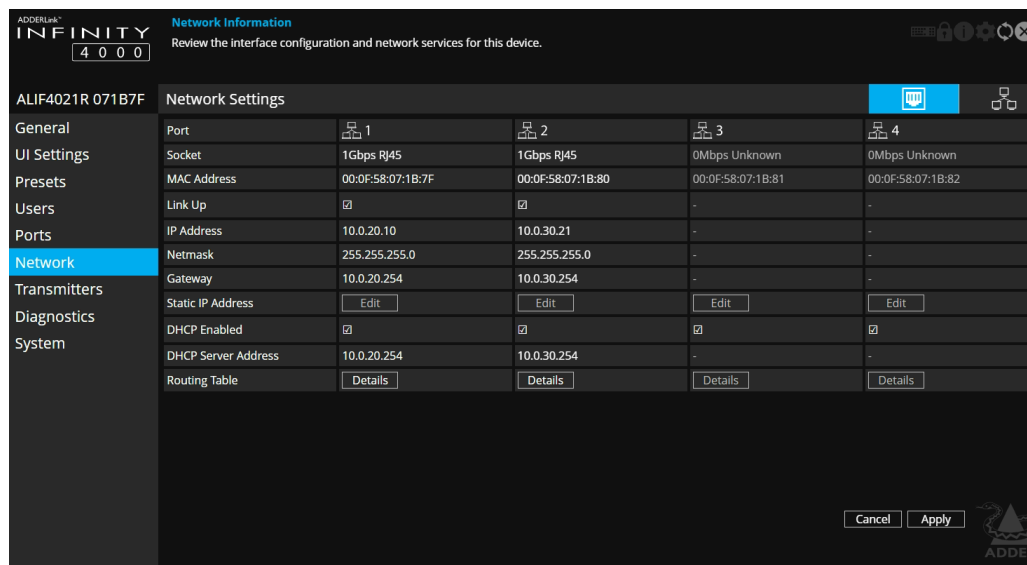 ADDERLink™
INFINITY
4000
Network Information
Review the interface configuration and network services for this device.
ALIF4021R 071B7F
Network Settings
General
UI Settings
Presets
Users
Ports
Network
Transmitters
Diagnostics
System
Port 1 2 3 4
Socket 1Gbps RJ45 1Gbps RJ45 0Mbps Unknown 0Mbps Unknown
MAC Address 00:0F:58:07:1B:7F 00:0F:58:07:1B:80 00:0F:58:07:1B:81 00:0F:58:07:1B:82
Link Up ☑ ☑ - -
IP Address 10.0.20.10 10.0.30.21 - -
Netmask 255.255.255.0 255.255.255.0 - -
Gateway 10.0.20.254 10.0.30.254 - -
Static IP Address Edit Edit Edit Edit
DHCP Enabled ☑ ☑ ☑ ☑
DHCP Server Address 10.0.20.254 10.0.30.254 - -
Routing Table Details Details Details Details
Cancel Apply
ADDE